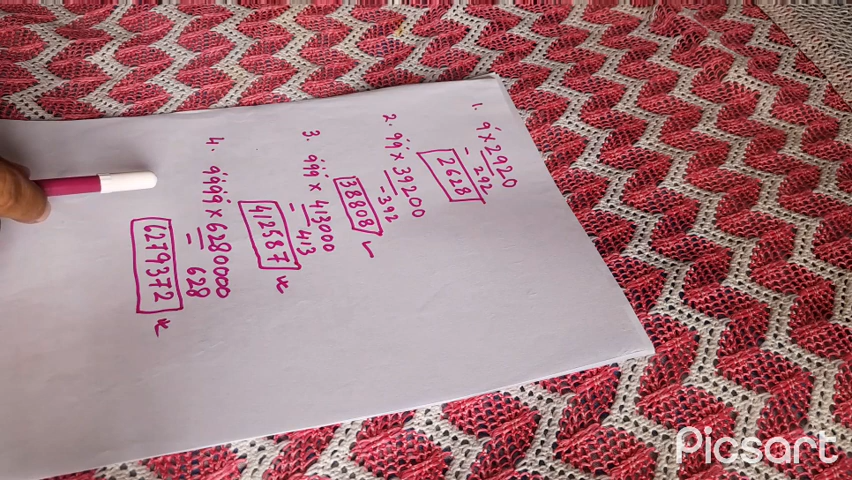 1. 9 × 2920
- 292
2628
2. 99 × 39200
- 392
38808
3. 999 × 413000
- 413
412587
4. 9999 × 6280000
- 628
6279372
Picsart